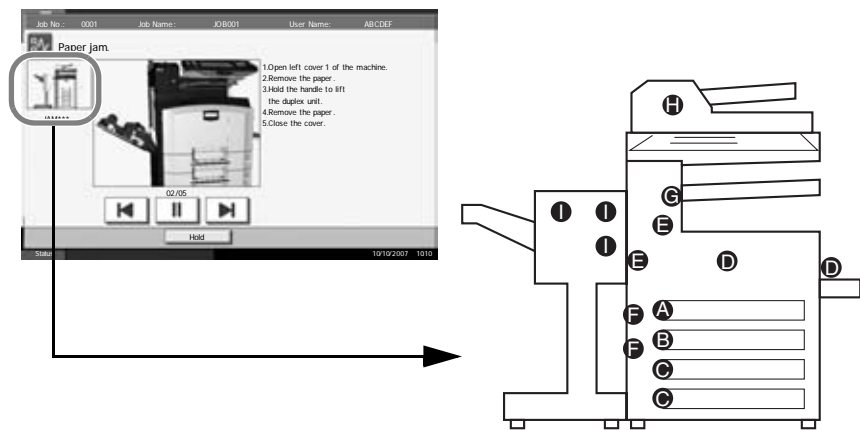 Job No.: 0001 Job Name: JOB001 User Name: ABCDEF
Paper jam.
1.Open left cover 1 of the machine.
2.Remove the paper.
3.Hold the handle to lift
the duplex unit.
4.Remove the paper.
5.Close the cover.
02/05
Hold
Status 10/10/2007 1010
H
G
I I
E
I
E D D
F A
B
F
C
C